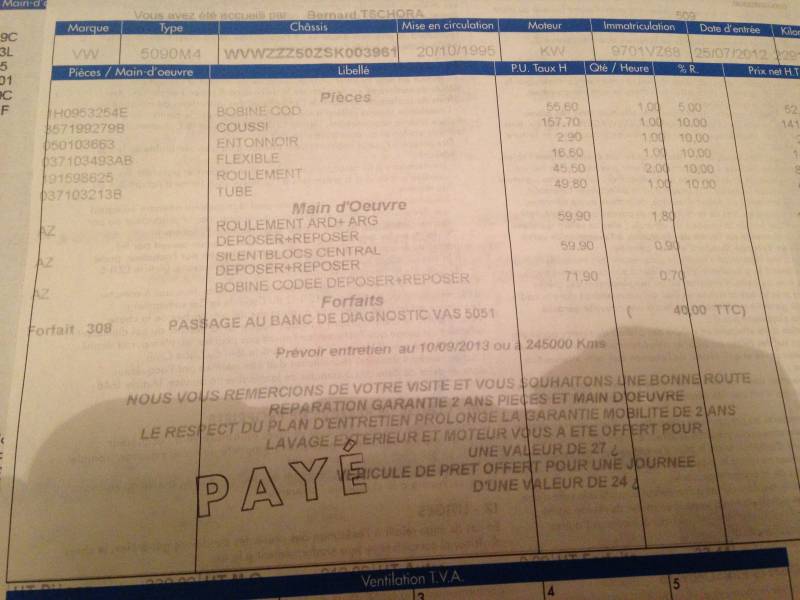 Main-d'
Vous avez été accueilli par Bernard TSCHORA 509
Marque Type Châssis Mise en circulation Moteur Immatriculation Date d'entrée Kilom
VW 5090M4 WVWZZZ50ZSK003961 20/10/1995 KW 9701VZ68 25/07/2012 229
Pièces / Main-d'oeuvre Libellé P.U. Taux H Qté / Heure % R. Prix net H.T
Pièces
1H0953254E BOBINE COD 55,60 1,00 5,00 52,
357199279B COUSSI 157,70 1,00 10,00 141
050103663 ENTONNOIR 2,90 1,00 10,00
037103493AB FLEXIBLE 16,60 1,00 10,00
191598625 ROULEMENT 45,50 2,00 10,00
037103213B TUBE 49,80 1,00 10,00
Main d'Oeuvre
AZ ROULEMENT ARD+ ARG 59,90 1,80
DEPOSER+REPOSER
AZ SILENTBLOCS CENTRAL 59,90 0,90
DEPOSER+REPOSER
AZ BOBINE CODEE DEPOSER+REPOSER 71,90 0,70
Forfaits
Forfait 308 PASSAGE AU BANC DE DIAGNOSTIC VAS 5051 ( 40,00 TTC)
Prévoir entretien au 10/09/2013 ou à 245000 Kms
NOUS VOUS REMERCIONS DE VOTRE VISITE ET VOUS SOUHAITONS UNE BONNE ROUTE
REPARATION GARANTIE 2 ANS PIECES ET MAIN D'OEUVRE
LE RESPECT DU PLAN D'ENTRETIEN PROLONGE LA GARANTIE MOBILITE DE 2 ANS
LAVAGE EXTERIEUR ET MOTEUR VOUS A ETE OFFERT POUR
UNE VALEUR DE 27 ¿
VEHICULE DE PRET OFFERT POUR UNE JOURNEE
D'UNE VALEUR DE 24 ¿
PAYÉ
Ventilation T.V.A.
3 4 5